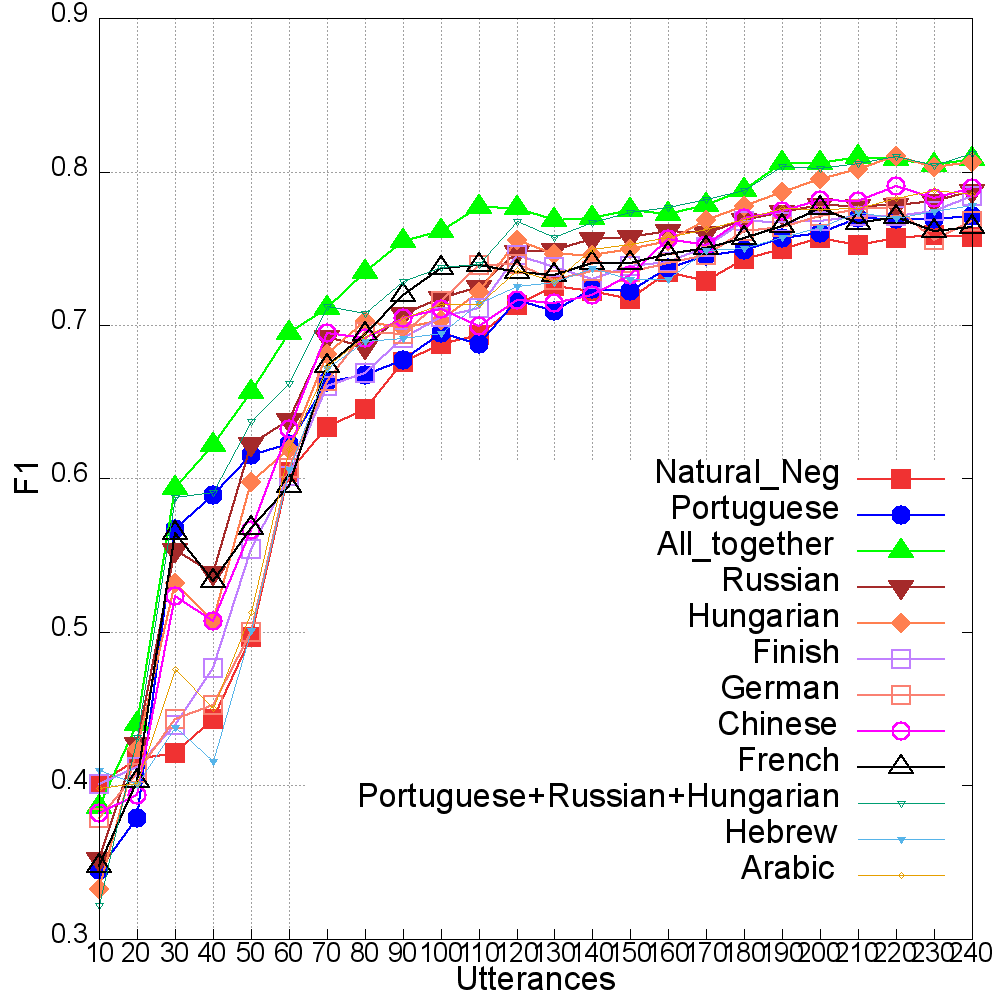 0.9
0.8
0.7
0.6
0.5
0.4
0.3
F1
Natural_Neg
Portuguese
All_together
Russian
Hungarian
Finish
German
Chinese
French
Portuguese+Russian+Hungarian
Hebrew
Arabic
10 20 30 40 50 60 70 80 90 100 110 120 130 140 150 160 170 180 190 200 210 220 230 240
Utterances